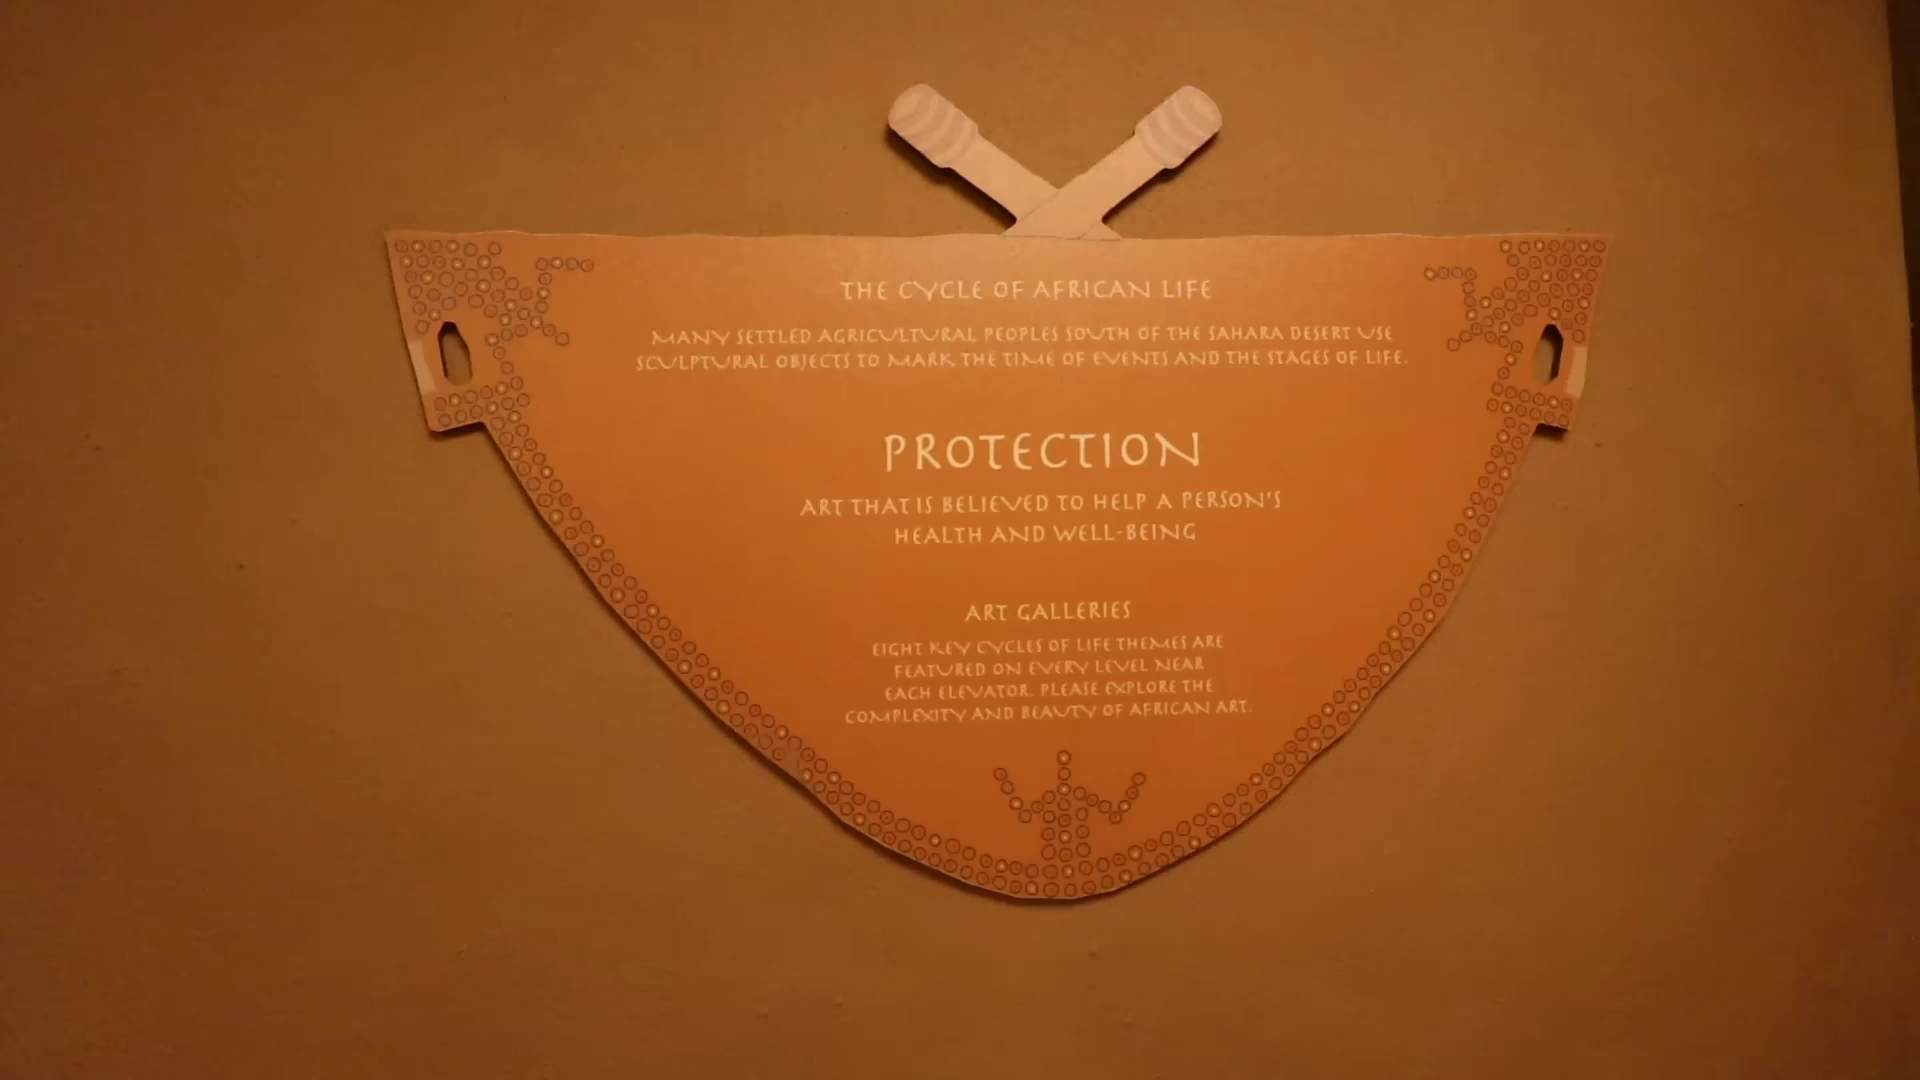 THE CYCLE OF AFRICAN LIFE
MANY SETTLED AGRICULTURAL PEOPLES SOUTH OF THE SAHARA DESERT USE
SCULPTURAL OBJECTS TO MARK THE TIME OF EVENTS AND THE STAGES OF LIFE.
PROTECTION
ART THAT IS BELIEVED TO HELP A PERSON'S
HEALTH AND WELL-BEING
ART GALLERIES
EIGHT KEY CYCLES OF LIFE THEMES ARE
FEATURED ON EVERY LEVEL NEAR
EACH ELEVATOR. PLEASE EXPLORE THE
COMPLEXITY AND BEAUTY OF AFRICAN ART.